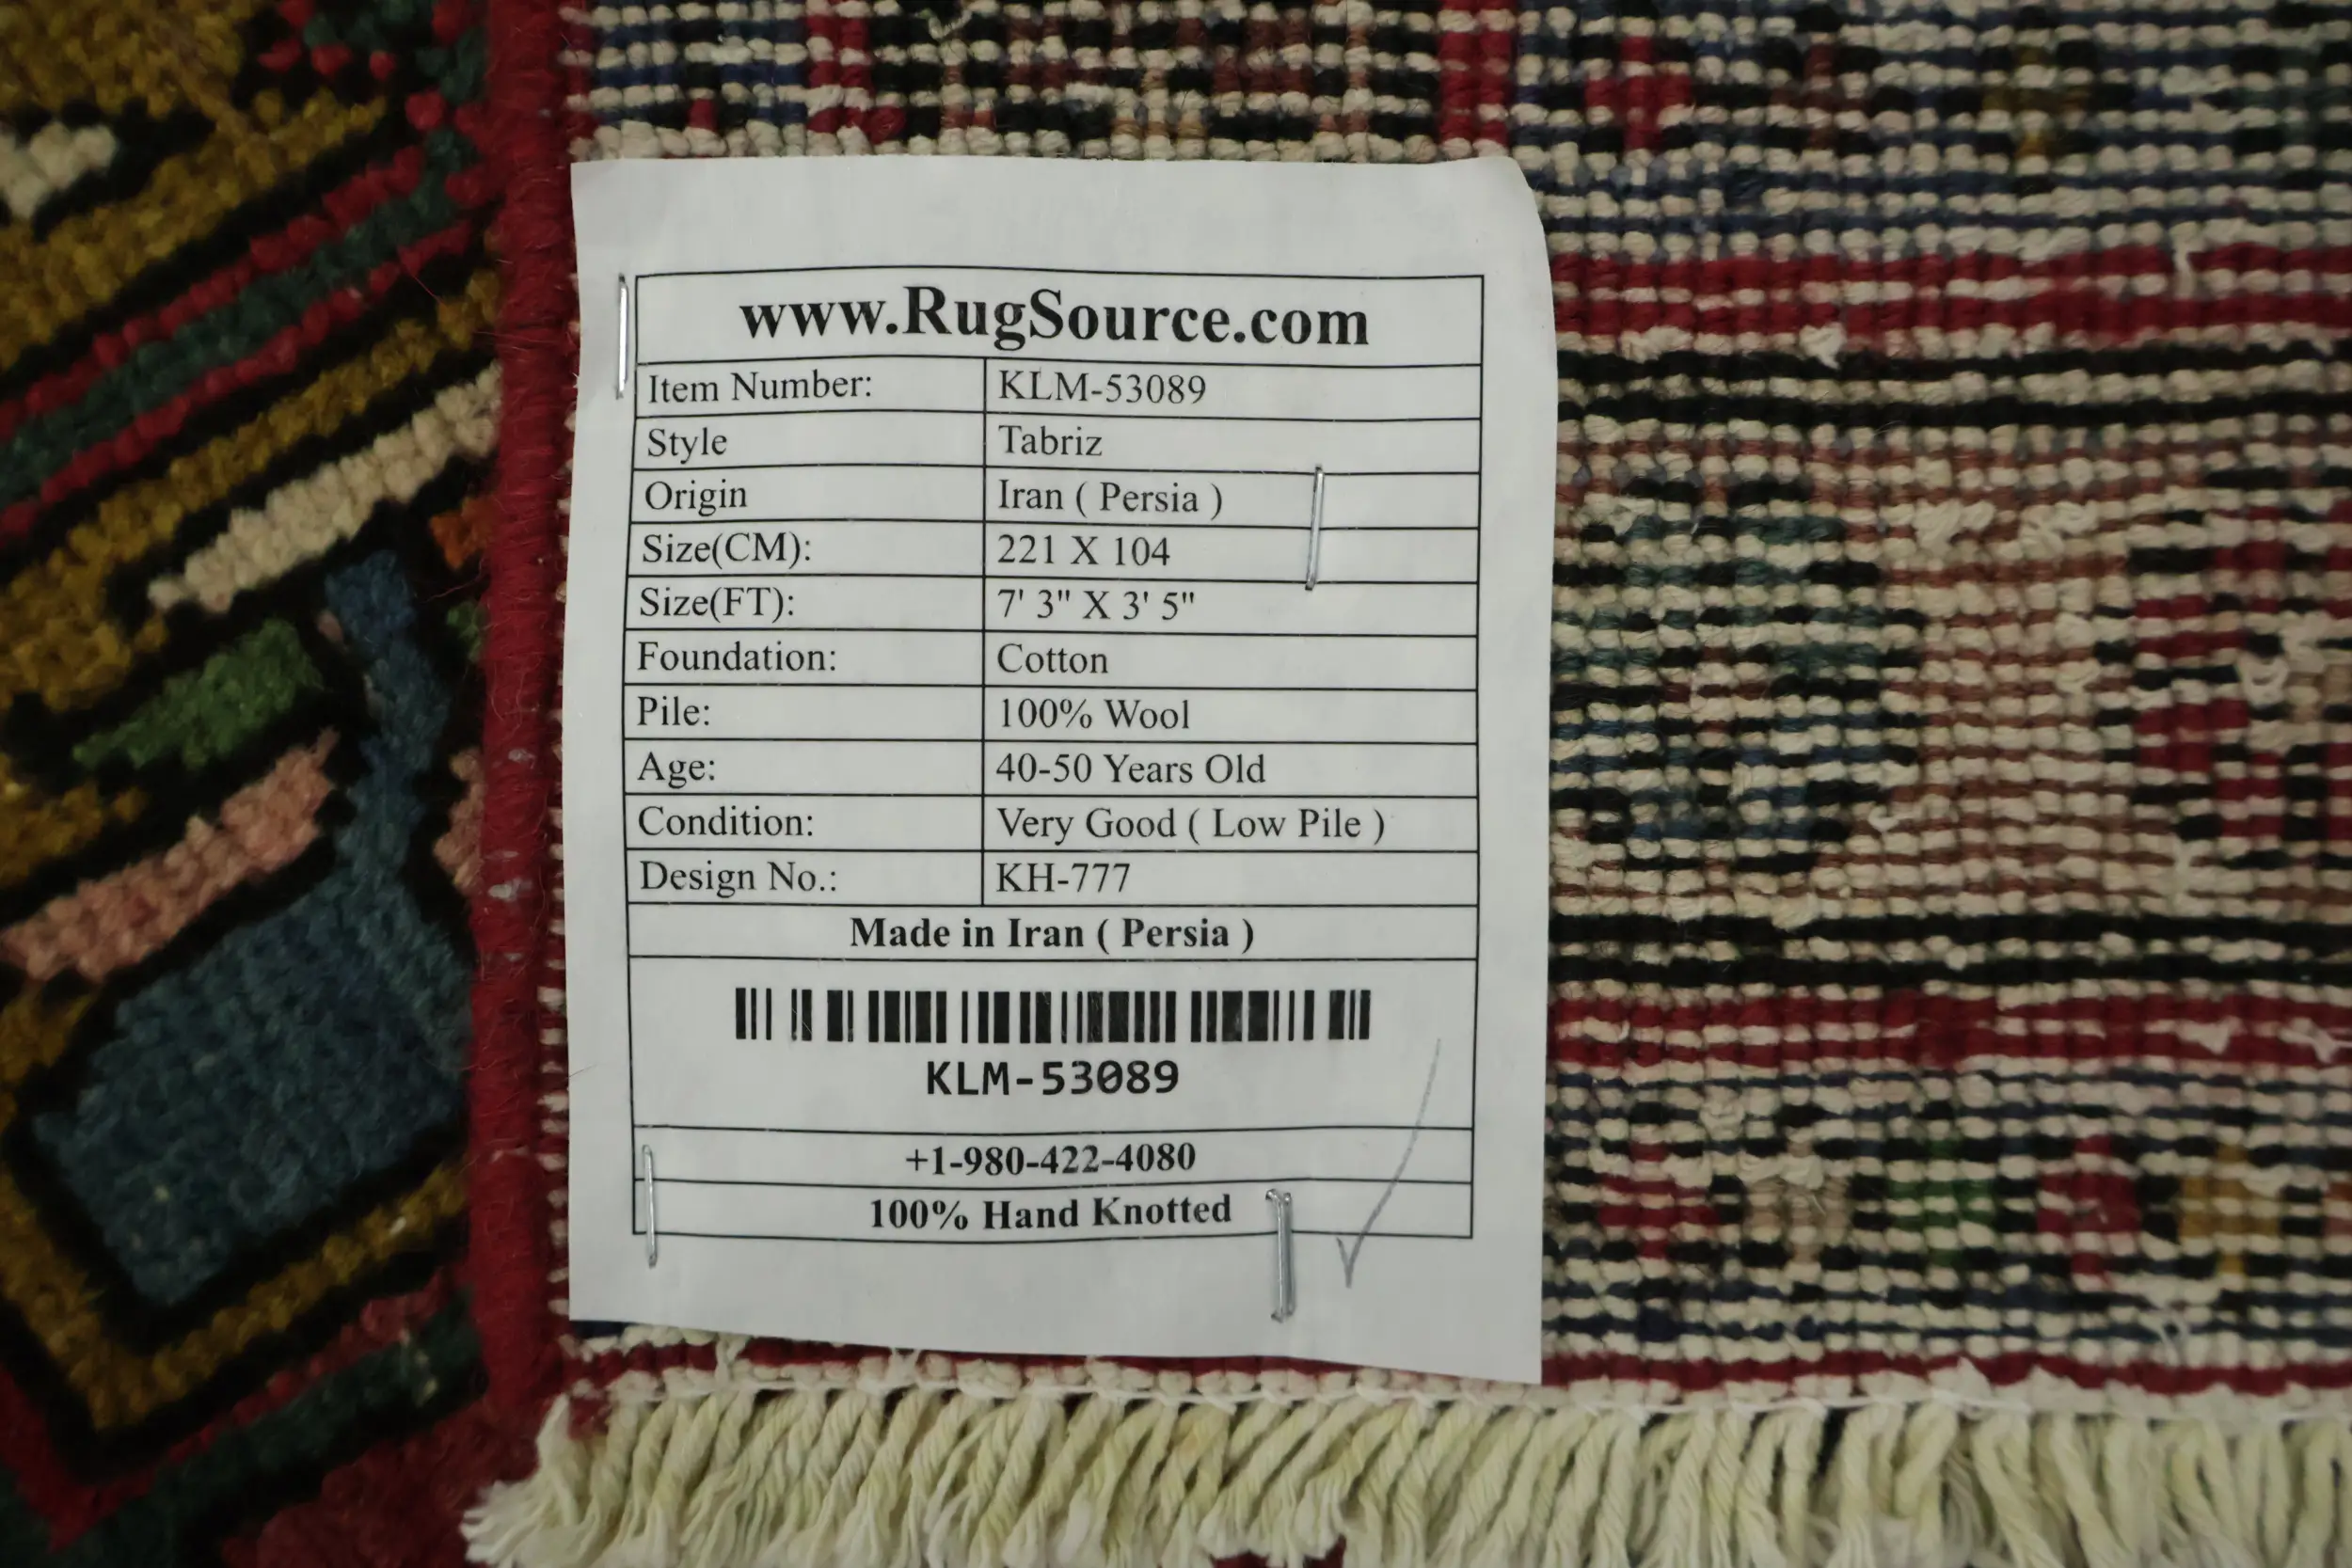 www.RugSource.com
Item Number: KLM-53089
Style Tabriz
Origin Iran ( Persia )
Size(CM): 221 X 104
Size(FT): 7' 3" X 3' 5"
Foundation: Cotton
Pile: 100% Wool
Age: 40-50 Years Old
Condition: Very Good ( Low Pile )
Design No.: KH-777
Made in Iran ( Persia )
KLM-53089
+1-980-422-4080
100% Hand Knotted